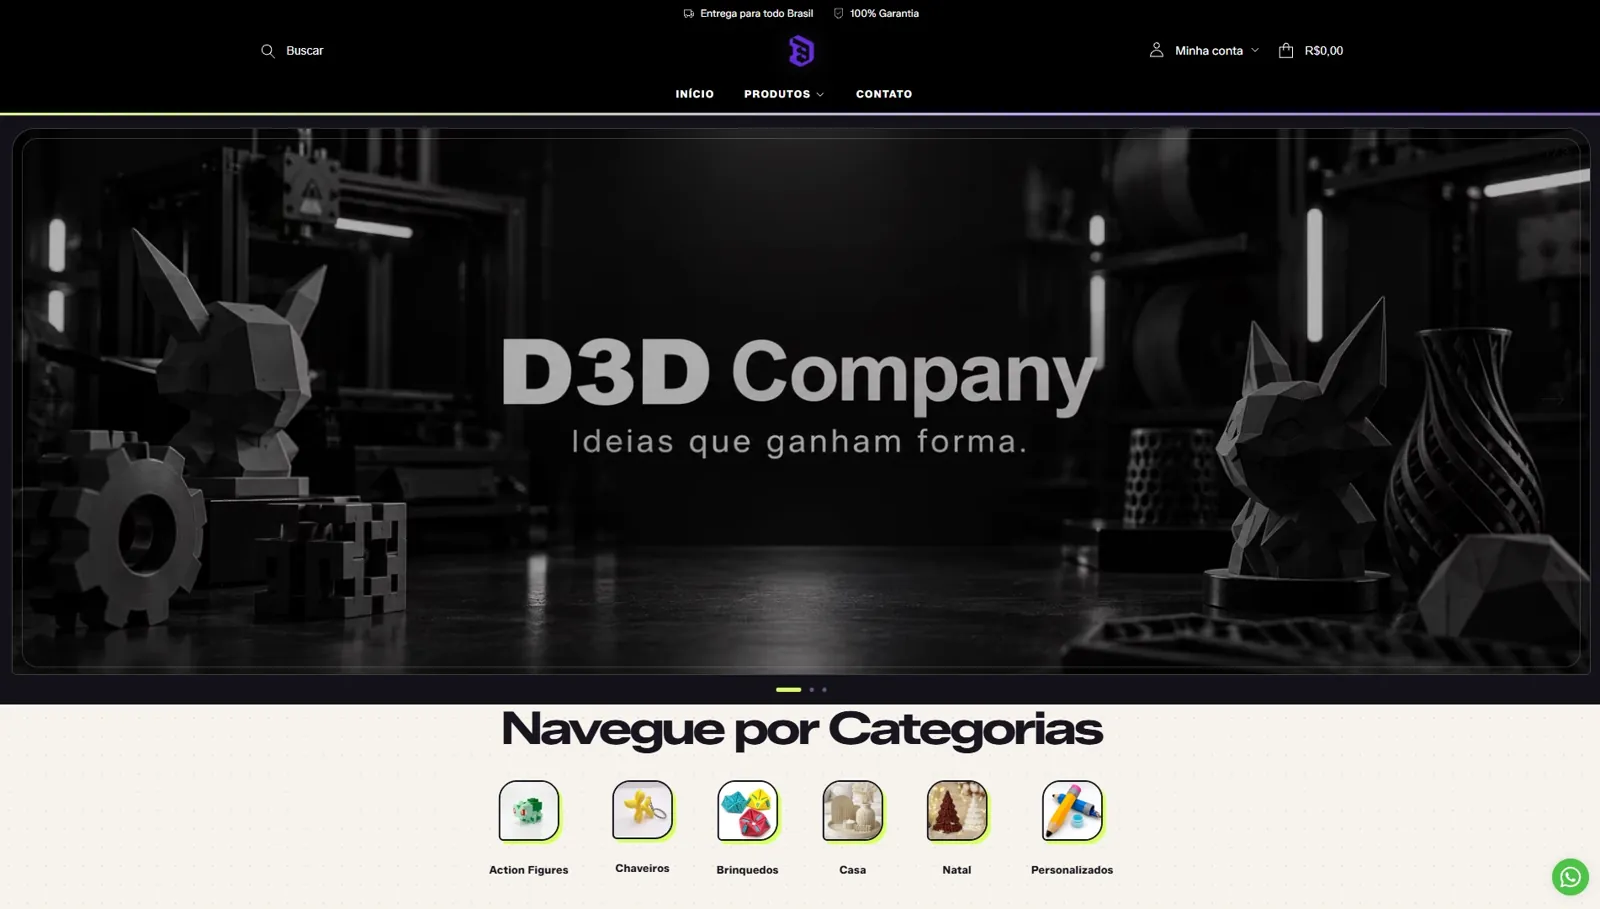 Entrega para todo Brasil 100% Garantia
Buscar
Minha conta R$0,00
INÍCIO PRODUTOS CONTATO
D3D Company
Ideias que ganham forma.
Navegue por Categorias
Action Figures Chaveiros Brinquedos Casa Natal Personalizados